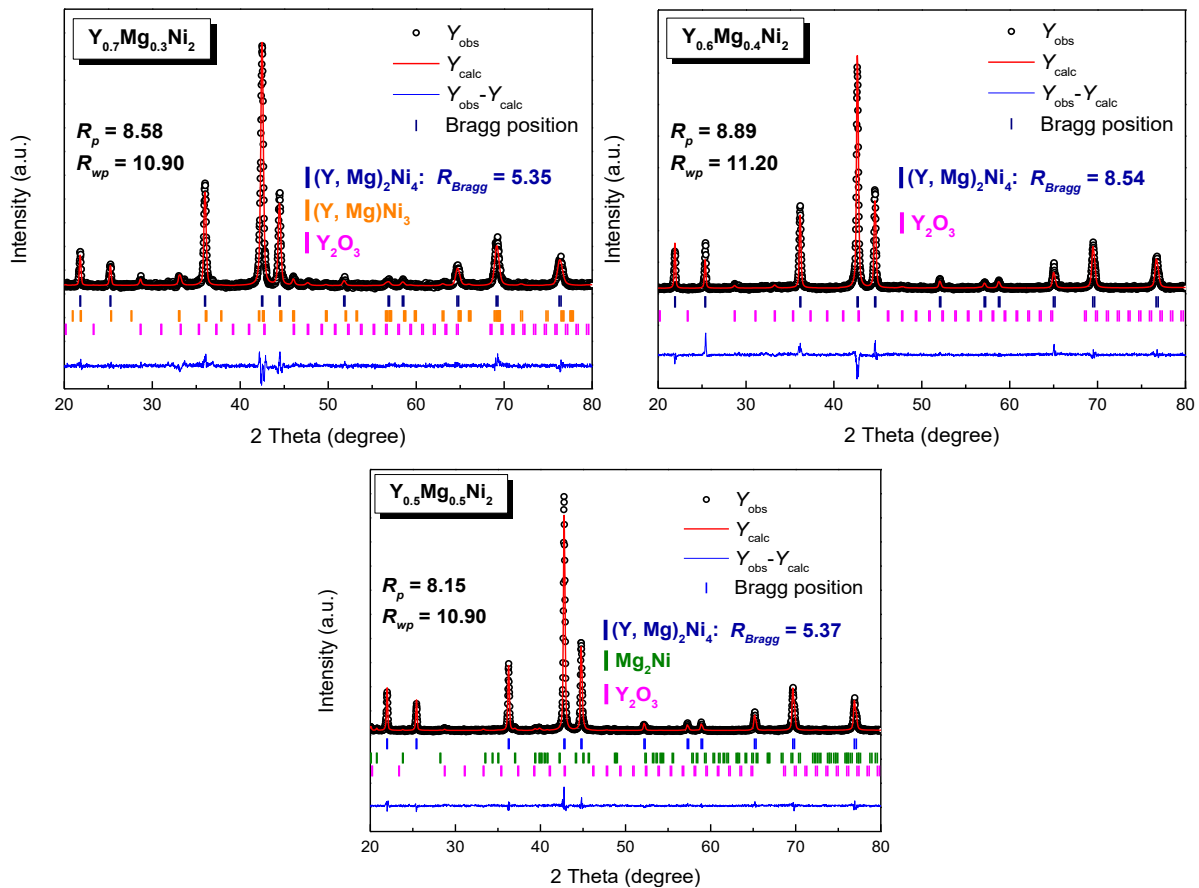 Y0.7Mg0.3Ni2
Yobs
Ycalc
Yobs-Ycalc
Bragg position
Rp = 8.58
Rwp = 10.90
(Y, Mg)2Ni4: RBragg = 5.35
(Y, Mg)Ni3
Y2O3
Intensity (a.u.)
20 30 40 50 60 70 80
2 Theta (degree)
Y0.6Mg0.4Ni2
Yobs
Ycalc
Yobs-Ycalc
Bragg position
Rp = 8.89
Rwp = 11.20
(Y, Mg)2Ni4: RBragg = 8.54
Y2O3
Intensity (a.u.)
20 30 40 50 60 70 80
2 Theta (degree)
Y0.5Mg0.5Ni2
Yobs
Ycalc
Yobs-Ycalc
Bragg position
Rp = 8.15
Rwp = 10.90
(Y, Mg)2Ni4: RBragg = 5.37
Mg2Ni
Y2O3
Intensity (a.u.)
20 30 40 50 60 70 80
2 Theta (degree)